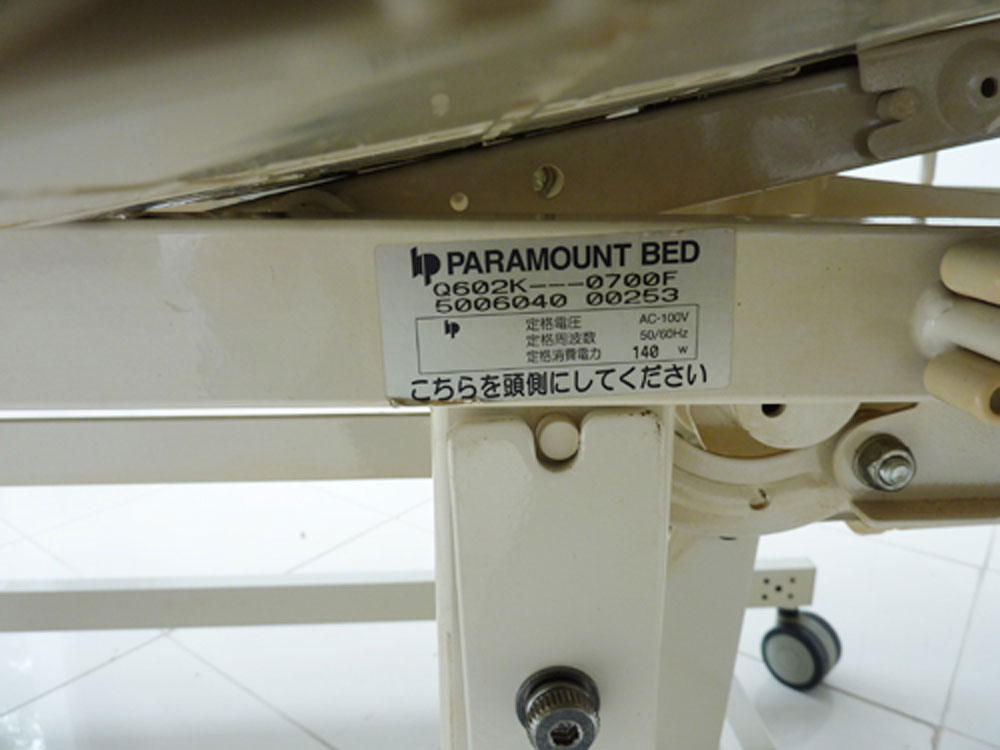 PARAMOUNT BED
Q602K---0700F
5006040 00253
定格電圧 AC-100V
定格周波数 50/60Hz
定格消費電力 140 W
こちらを頭側にしてください